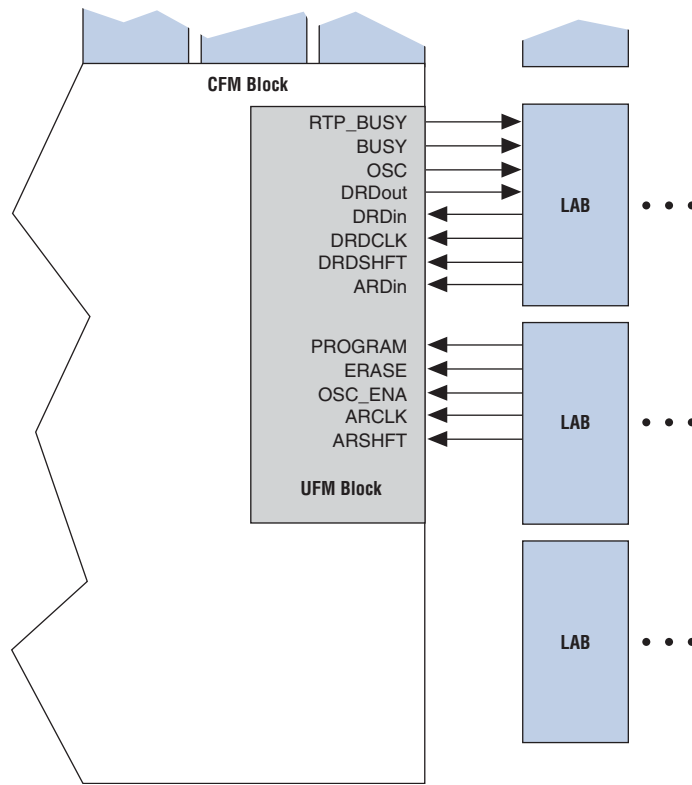 CFM Block
RTP_BUSY
BUSY
OSC
DRDout
DRDin
DRDCLK
DRDSHFT
ARDin
LAB
PROGRAM
ERASE
OSC_ENA
ARCLK
ARSHFT
LAB
UFM Block
LAB